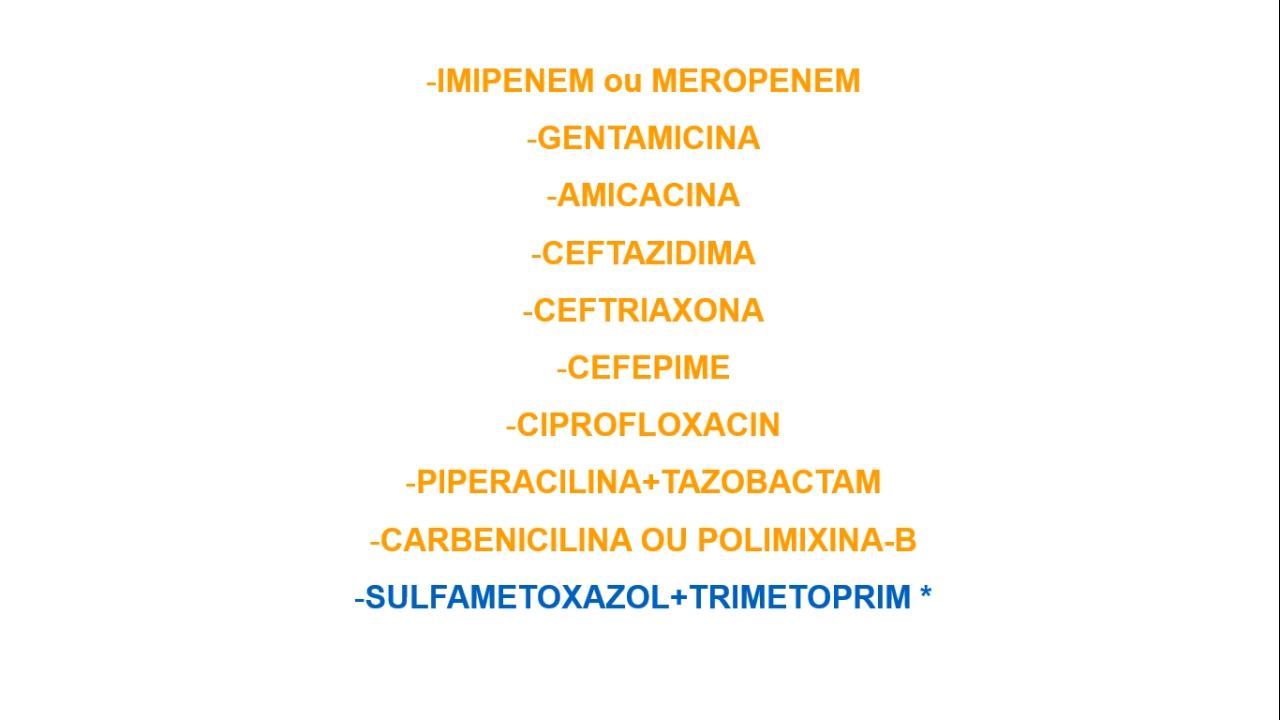 -IMIPENEM ou MEROPENEM
-GENTAMICINA
-AMICACINA
-CEFTAZIDIMA
-CEFTRIAXONA
-CEFEPIME
-CIPROFLOXACIN
-PIPERACILINA+TAZOBACTAM
-CARBENICILINA OU POLIMIXINA-B
-SULFAMETOXAZOL+TRIMETOPRIM *